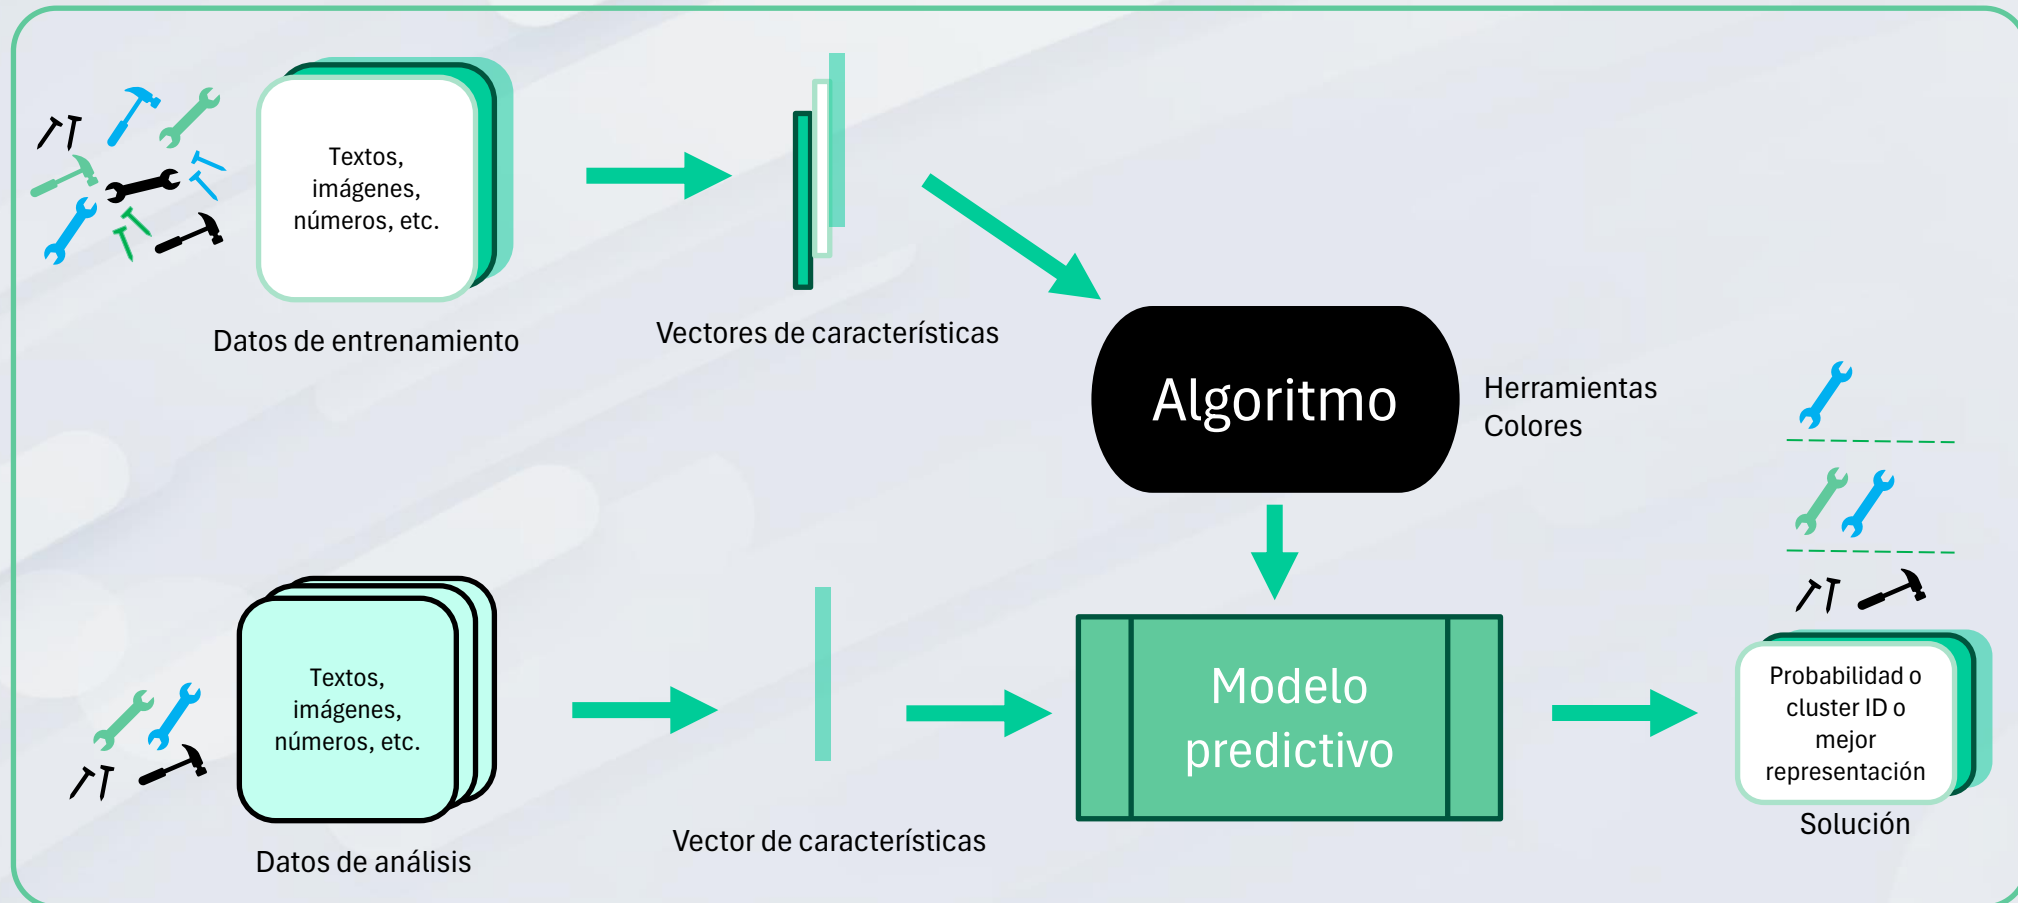 Textos,
imágenes,
números, etc.
Datos de entrenamiento
Vectores de características
Algoritmo
Herramientas
Colores
Textos,
imágenes,
números, etc.
Datos de análisis
Vector de características
Modelo
predictivo
Probabilidad o
cluster ID o
mejor
representación
Solución